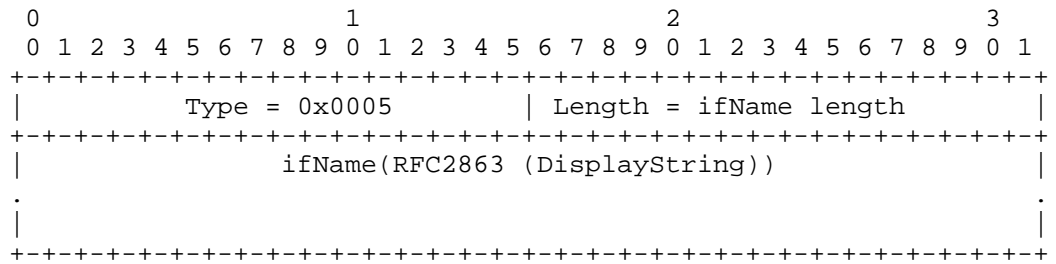 0                   1                   2                   3
 0 1 2 3 4 5 6 7 8 9 0 1 2 3 4 5 6 7 8 9 0 1 2 3 4 5 6 7 8 9 0 1
+-+-+-+-+-+-+-+-+-+-+-+-+-+-+-+-+-+-+-+-+-+-+-+-+-+-+-+-+-+-+-+-+
|          Type = 0x0005        | Length = ifName length        |
+-+-+-+-+-+-+-+-+-+-+-+-+-+-+-+-+-+-+-+-+-+-+-+-+-+-+-+-+-+-+-+-+
|                ifName(RFC2863 (DisplayString))                |
.                                                               .
|                                                               |
+-+-+-+-+-+-+-+-+-+-+-+-+-+-+-+-+-+-+-+-+-+-+-+-+-+-+-+-+-+-+-+-+